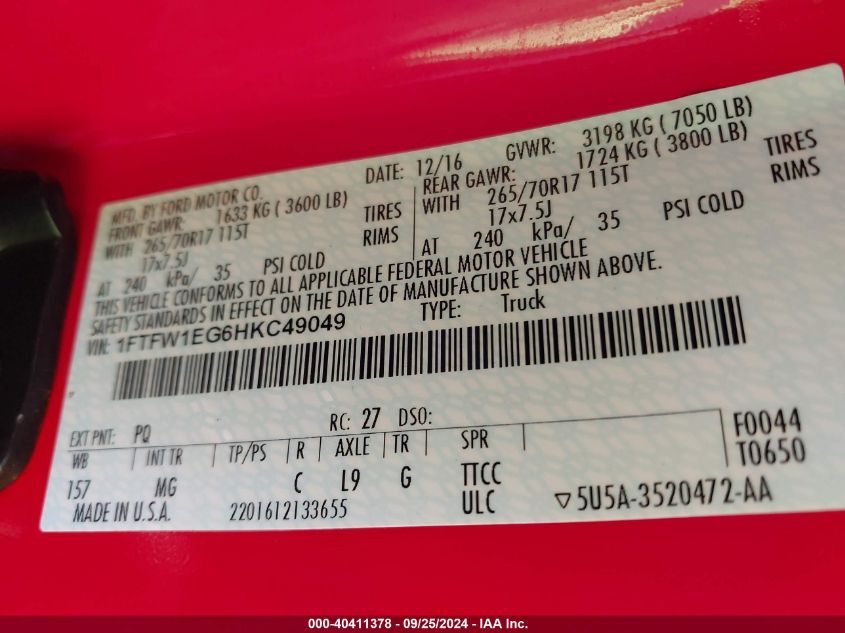 MFD. BY FORD MOTOR CO.
DATE: 12/16 GVWR: 3198 KG ( 7050 LB)
FRONT GAWR: 1633 KG ( 3600 LB)
REAR GAWR: 1724 KG ( 3800 LB)
WITH 265/70R17 115T TIRES
WITH 265/70R17 115T TIRES
17x7.5J RIMS
17x7.5J RIMS
AT 240 kPa/ 35 PSI COLD
AT 240 kPa/ 35 PSI COLD
THIS VEHICLE CONFORMS TO ALL APPLICABLE FEDERAL MOTOR VEHICLE
SAFETY STANDARDS IN EFFECT ON THE DATE OF MANUFACTURE SHOWN ABOVE.
VIN: 1FTFW1EG6HKC49049 TYPE: Truck
EXT PNT: PQ RC: 27 DSO:
WB INT TR TP/PS R AXLE TR SPR F0044
T0650
157 MG C L9 G TTCC
MADE IN U.S.A. 2201612133655 ULC ▽5U5A-3520472-AA
000-40411378 - 09/25/2024 - IAA Inc.